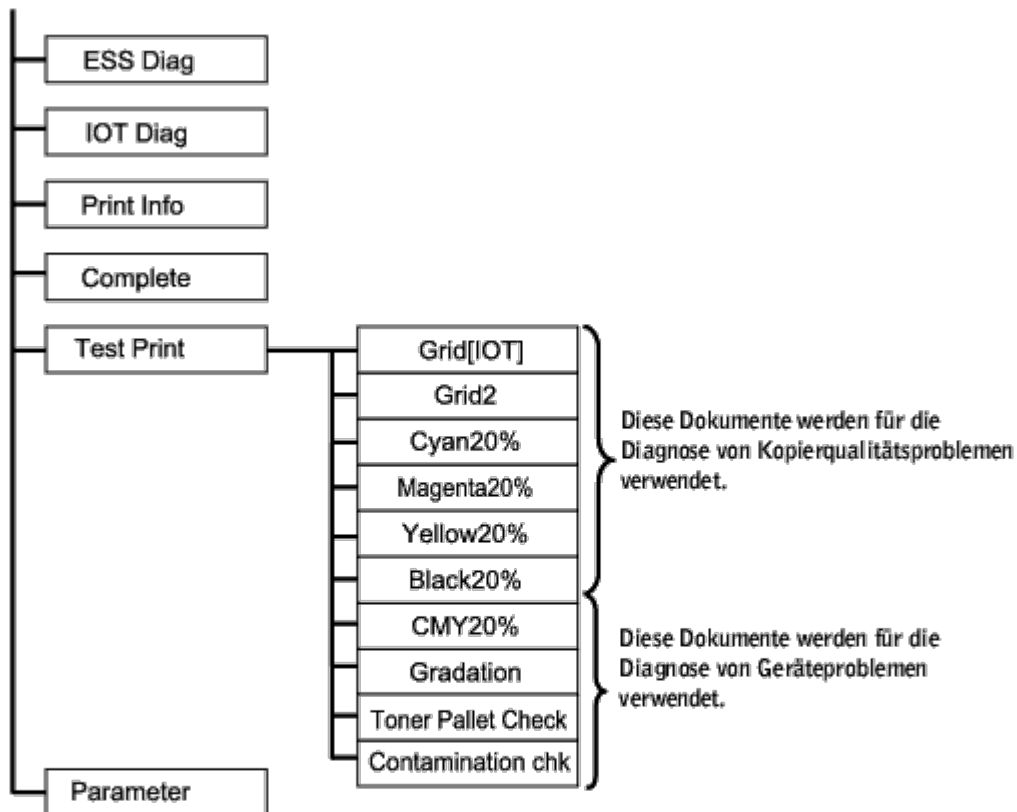 ESS Diag
IOT Diag
Print Info
Complete
Test Print
Grid[IOT]
Grid2
Cyan20%
Magenta20%
Yellow20%
Black20%
CMY20%
Gradation
Toner Pallet Check
Contamination chk
Diese Dokumente werden für die
Diagnose von Kopierqualitätsproblemen
verwendet.
Diese Dokumente werden für die
Diagnose von Geräteproblemen
verwendet.
Parameter